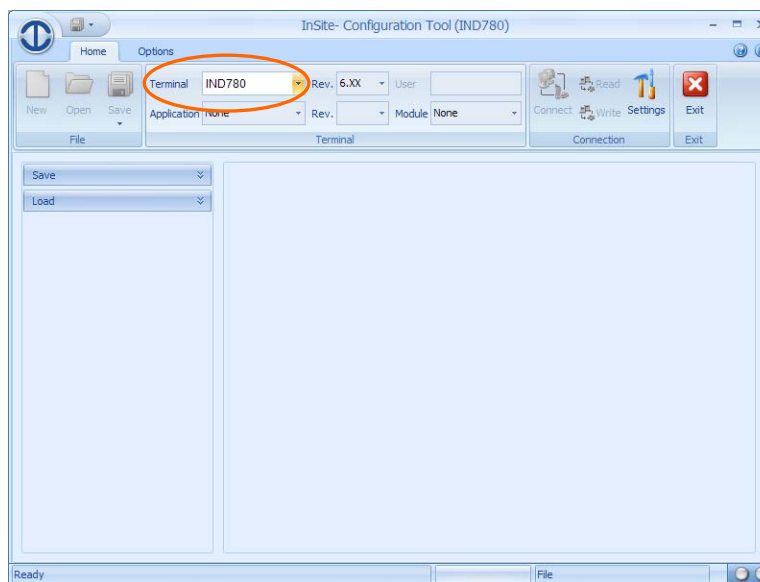 InSite- Configuration Tool (IND780)
Home Options
Terminal IND780 Rev. 6.XX User
New Open Save Application None Rev. Module None Connect Read Write Settings Exit
File Terminal Connection Exit
Save
Load
Ready File